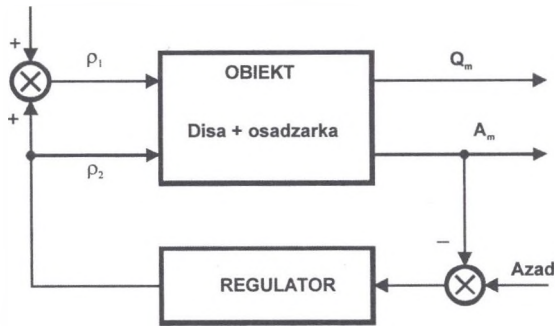 +
ρ₁
OBIEKT
Qₘ
+
Disa + osadzarka
Aₘ
ρ₂
−
Azad
REGULATOR